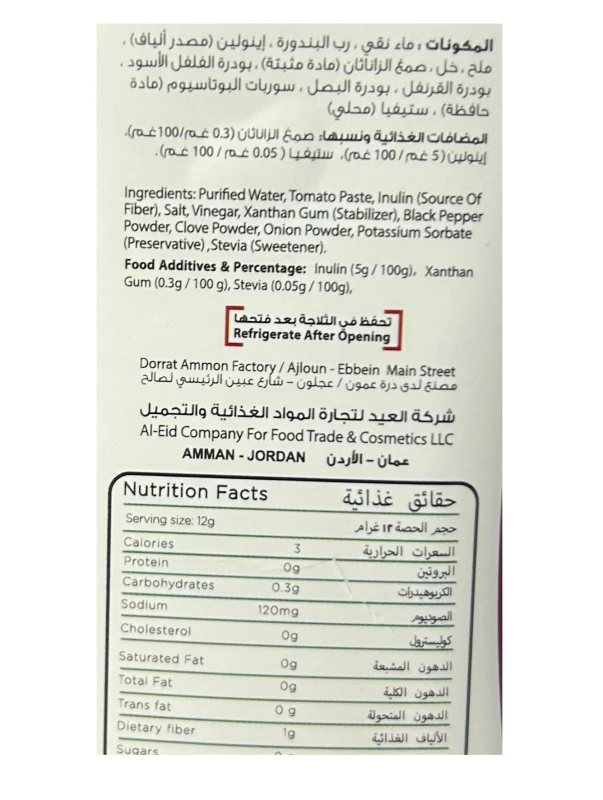 المكونات : ماء نقي ، رب البندورة ، إينولين (مصدر ألياف) ،
ملح ، خل ، صمغ الزانثان (مادة مثبتة) ، بودرة الفلفل الأسود ،
بودرة القرنفل ، بودرة البصل ، سوربات البوتاسيوم (مادة
حافظة) ، ستيفيا (محلي)
المضافات الغذائية ونسبها: صمغ الزانثان (0.3 غم/100غم)،
إينولين (5 غم / 100 غم)، ستيفيا ( 0.05 غم / 100 غم) .
Ingredients: Purified Water, Tomato Paste, Inulin (Source Of
Fiber), Salt, Vinegar, Xanthan Gum (Stabilizer), Black Pepper
Powder, Clove Powder, Onion Powder, Potassium Sorbate
(Preservative) ,Stevia (Sweetener).
Food Additives & Percentage: Inulin (5g / 100g), Xanthan
Gum (0.3g / 100 g), Stevia (0.05g / 100g),
تحفظ في الثلاجة بعد فتحها
Refrigerate After Opening
Dorrat Ammon Factory / Ajloun - Ebbein Main Street
مصنع لدى درة عمون / عجلون - شارع عبين الرئيسي لصالح
شركة العيد لتجارة المواد الغذائية والتجميل
Al-Eid Company For Food Trade & Cosmetics LLC
AMMAN - JORDAN عمان - الأردن
Nutrition Facts حقائق غذائية
Serving size: 12g حجم الحصة ١٢ غرام
Calories 3 السعرات الحرارية
Protein 0g البروتين
Carbohydrates 0.3g الكربوهيدرات
Sodium 120mg الصوديوم
Cholesterol 0g كوليسترول
Saturated Fat 0g الدهون المشبعة
Total Fat 0g الدهون الكلية
Trans fat 0 g الدهون المتحولة
Dietary fiber 1g الألياف الغذائية
Sugars